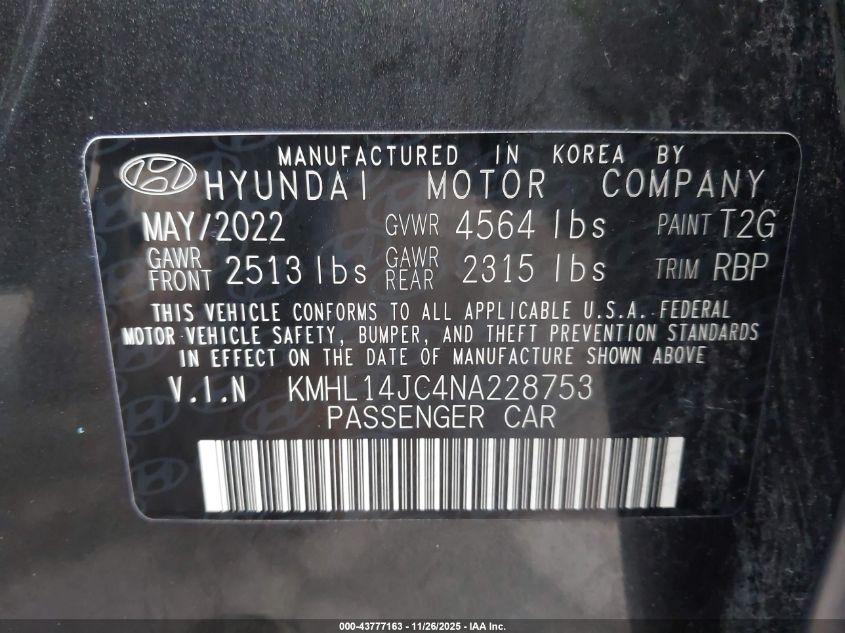 MANUFACTURED IN KOREA BY
HYUNDAI MOTOR COMPANY
MAY/2022 GVWR 4564 lbs PAINT T2G
GAWR FRONT 2513 lbs GAWR REAR 2315 lbs TRIM RBP
THIS VEHICLE CONFORMS TO ALL APPLICABLE U.S.A. FEDERAL
MOTOR VEHICLE SAFETY, BUMPER, AND THEFT PREVENTION STANDARDS
IN EFFECT ON THE DATE OF MANUFACTURE SHOWN ABOVE
V.I.N KMHL14JC4NA228753
PASSENGER CAR
000-43777163 - 11/26/2025 - IAA Inc.